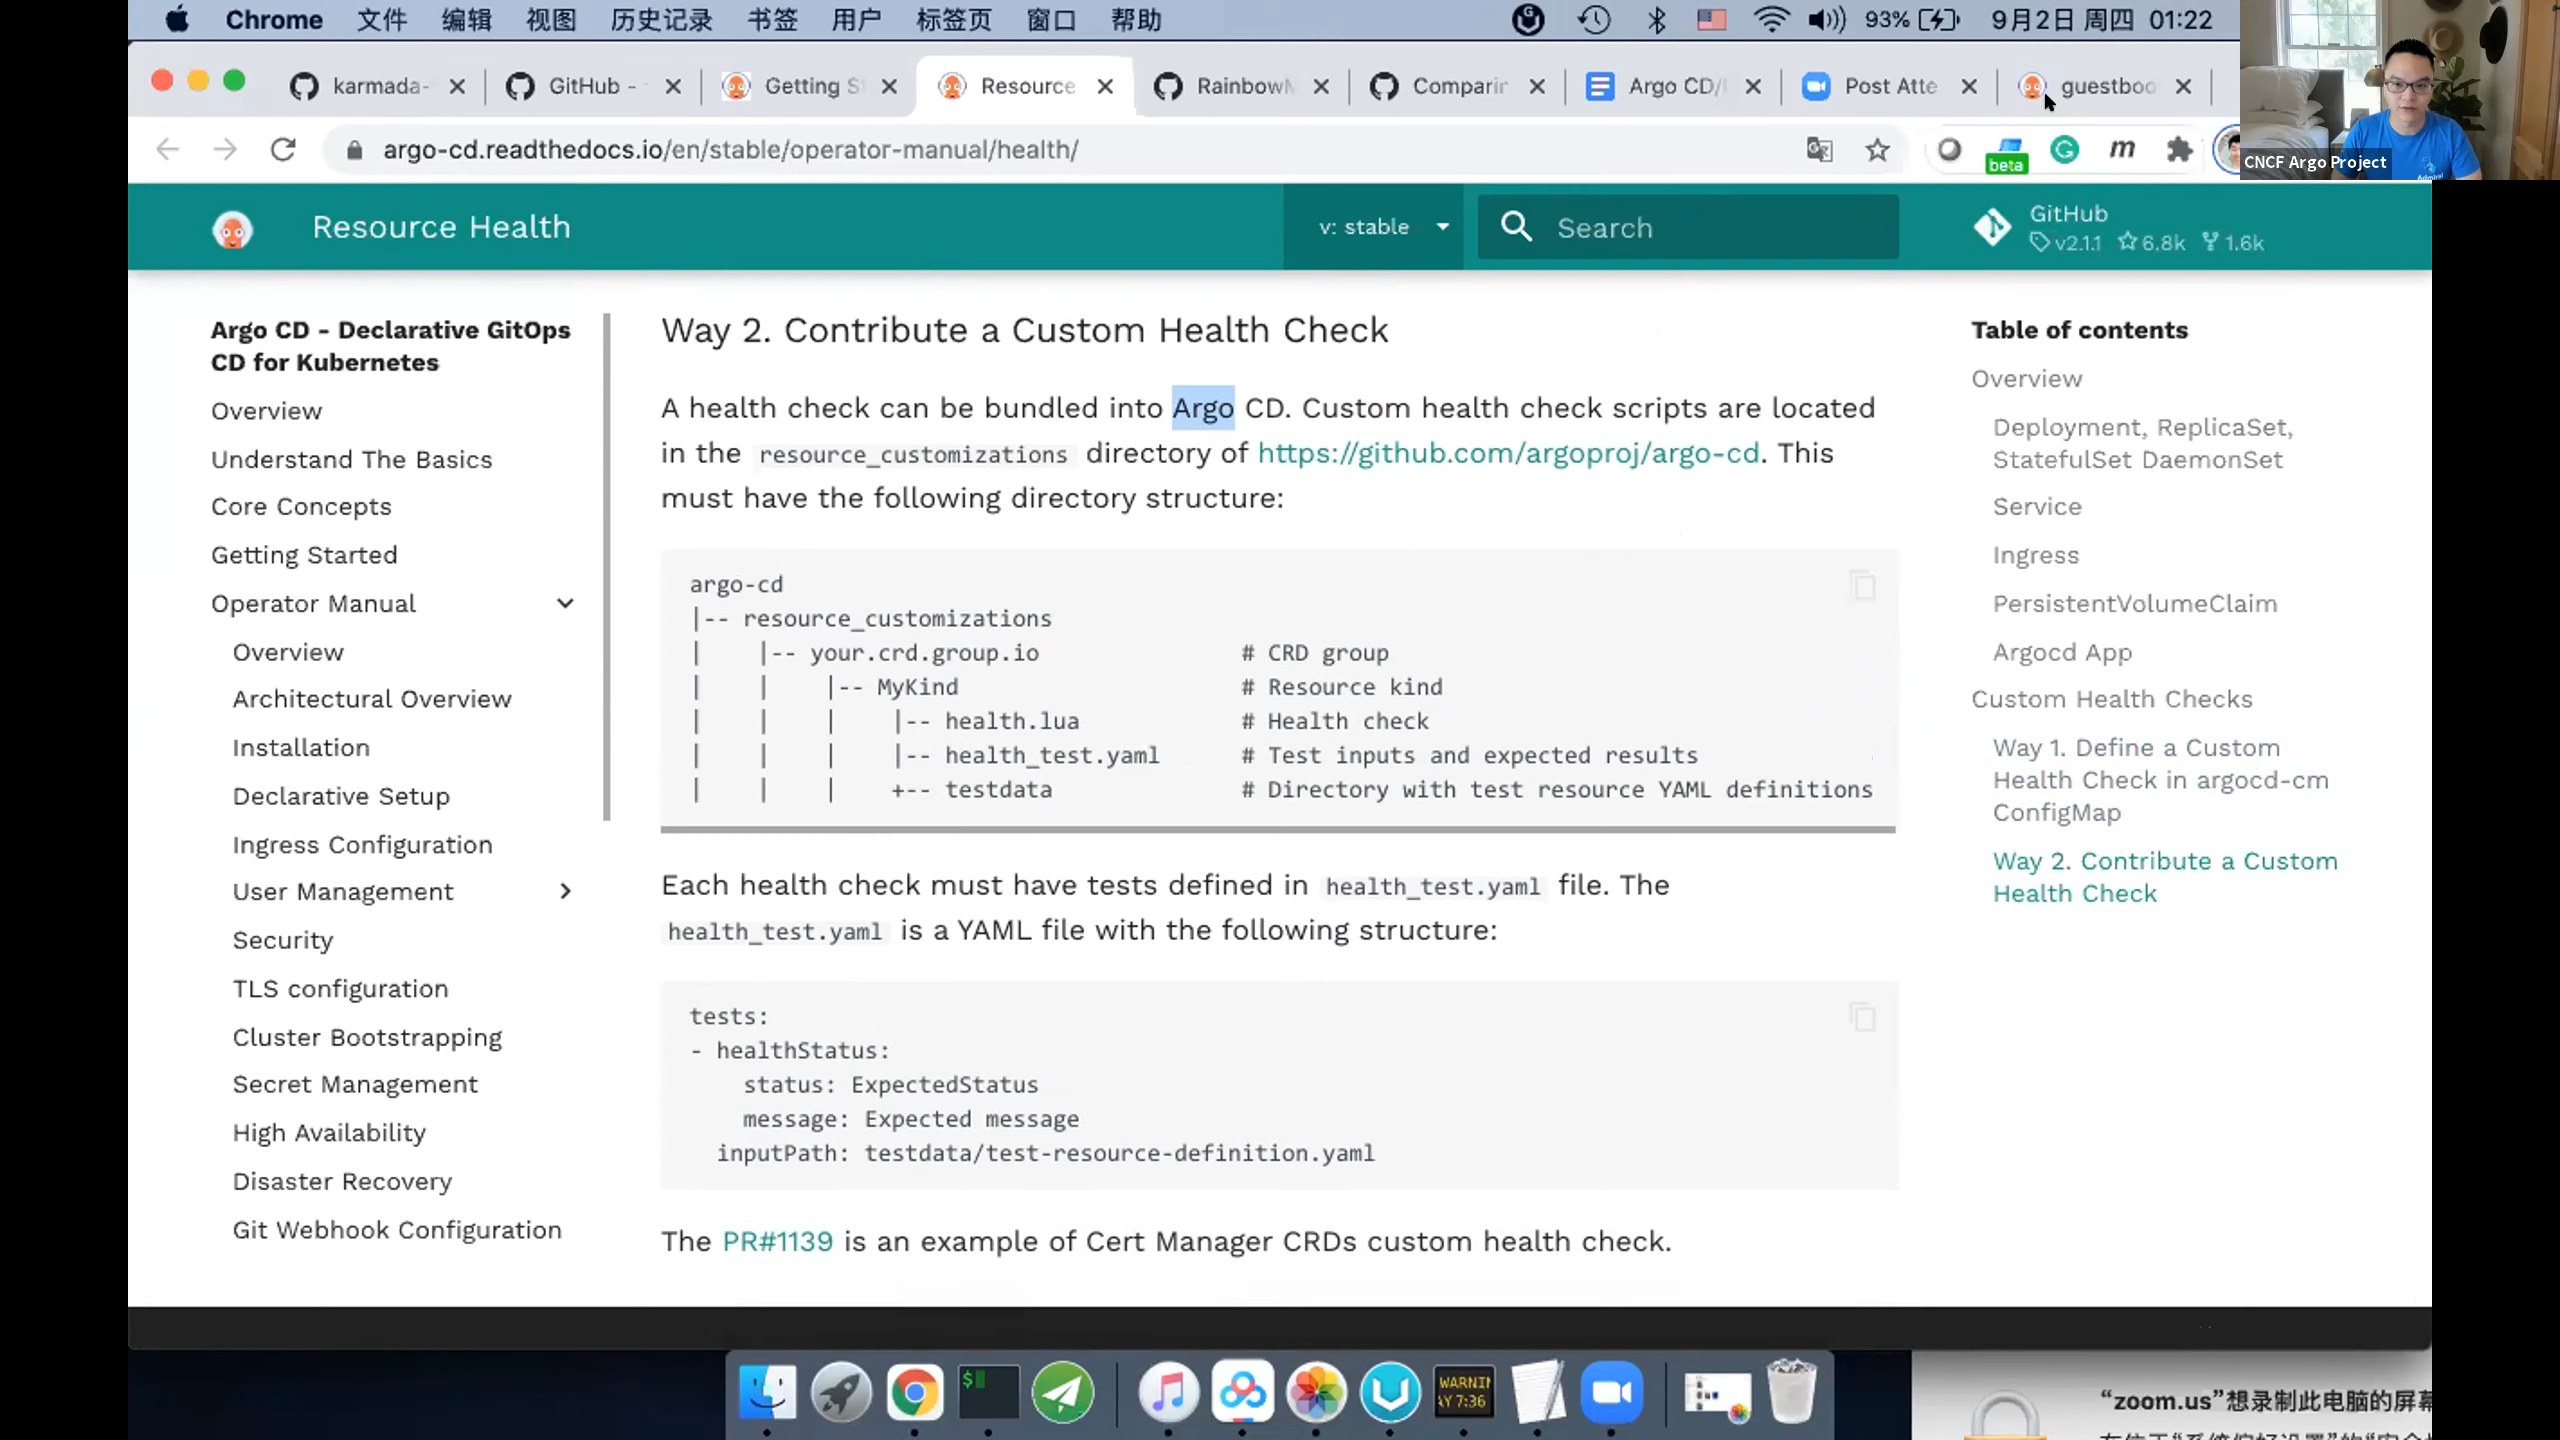 Chrome 文件 编辑 视图 历史记录 书签 用户 标签页 窗口 帮助 93% 9月2日 周四 01:22
karmada- GitHub - Getting S Resource RainbowM Comparin Argo CD/ Post Atte guestboo
argo-cd.readthedocs.io/en/stable/operator-manual/health/
beta
CNCF Argo Project
Resource Health
v: stable
Search
GitHub
v2.1.1 6.8k 1.6k
Argo CD - Declarative GitOps
CD for Kubernetes
Overview
Understand The Basics
Core Concepts
Getting Started
Operator Manual
Overview
Architectural Overview
Installation
Declarative Setup
Ingress Configuration
User Management
Security
TLS configuration
Cluster Bootstrapping
Secret Management
High Availability
Disaster Recovery
Git Webhook Configuration
Way 2. Contribute a Custom Health Check
A health check can be bundled into Argo CD. Custom health check scripts are located
in the resource_customizations directory of https://github.com/argoproj/argo-cd. This
must have the following directory structure:
argo-cd
|-- resource_customizations
|    |-- your.crd.group.io               # CRD group
|    |    |-- MyKind                     # Resource kind
|    |    |    |-- health.lua            # Health check
|    |    |    |-- health_test.yaml      # Test inputs and expected results
|    |    |    +-- testdata              # Directory with test resource YAML definitions
Each health check must have tests defined in health_test.yaml file. The
health_test.yaml is a YAML file with the following structure:
tests:
- healthStatus:
    status: ExpectedStatus
    message: Expected message
  inputPath: testdata/test-resource-definition.yaml
The PR#1139 is an example of Cert Manager CRDs custom health check.
Table of contents
Overview
Deployment, ReplicaSet,
StatefulSet DaemonSet
Service
Ingress
PersistentVolumeClaim
Argocd App
Custom Health Checks
Way 1. Define a Custom
Health Check in argocd-cm
ConfigMap
Way 2. Contribute a Custom
Health Check
WARNI
AY 7:36
“zoom.us”想录制此电脑的屏幕